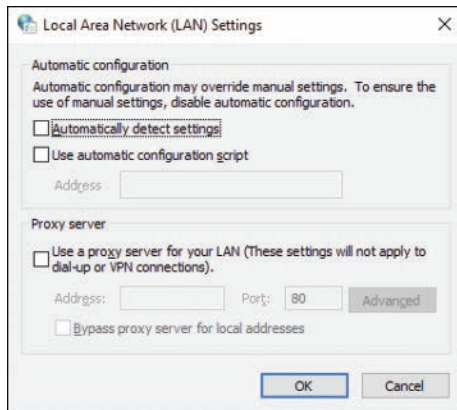 Local Area Network (LAN) Settings
Automatic configuration
Automatic configuration may override manual settings. To ensure the
use of manual settings, disable automatic configuration.
Automatically detect settings
Use automatic configuration script
Address
Proxy server
Use a proxy server for your LAN (These settings will not apply to
dial-up or VPN connections).
Address: Port: 80 Advanced
Bypass proxy server for local addresses
OK Cancel